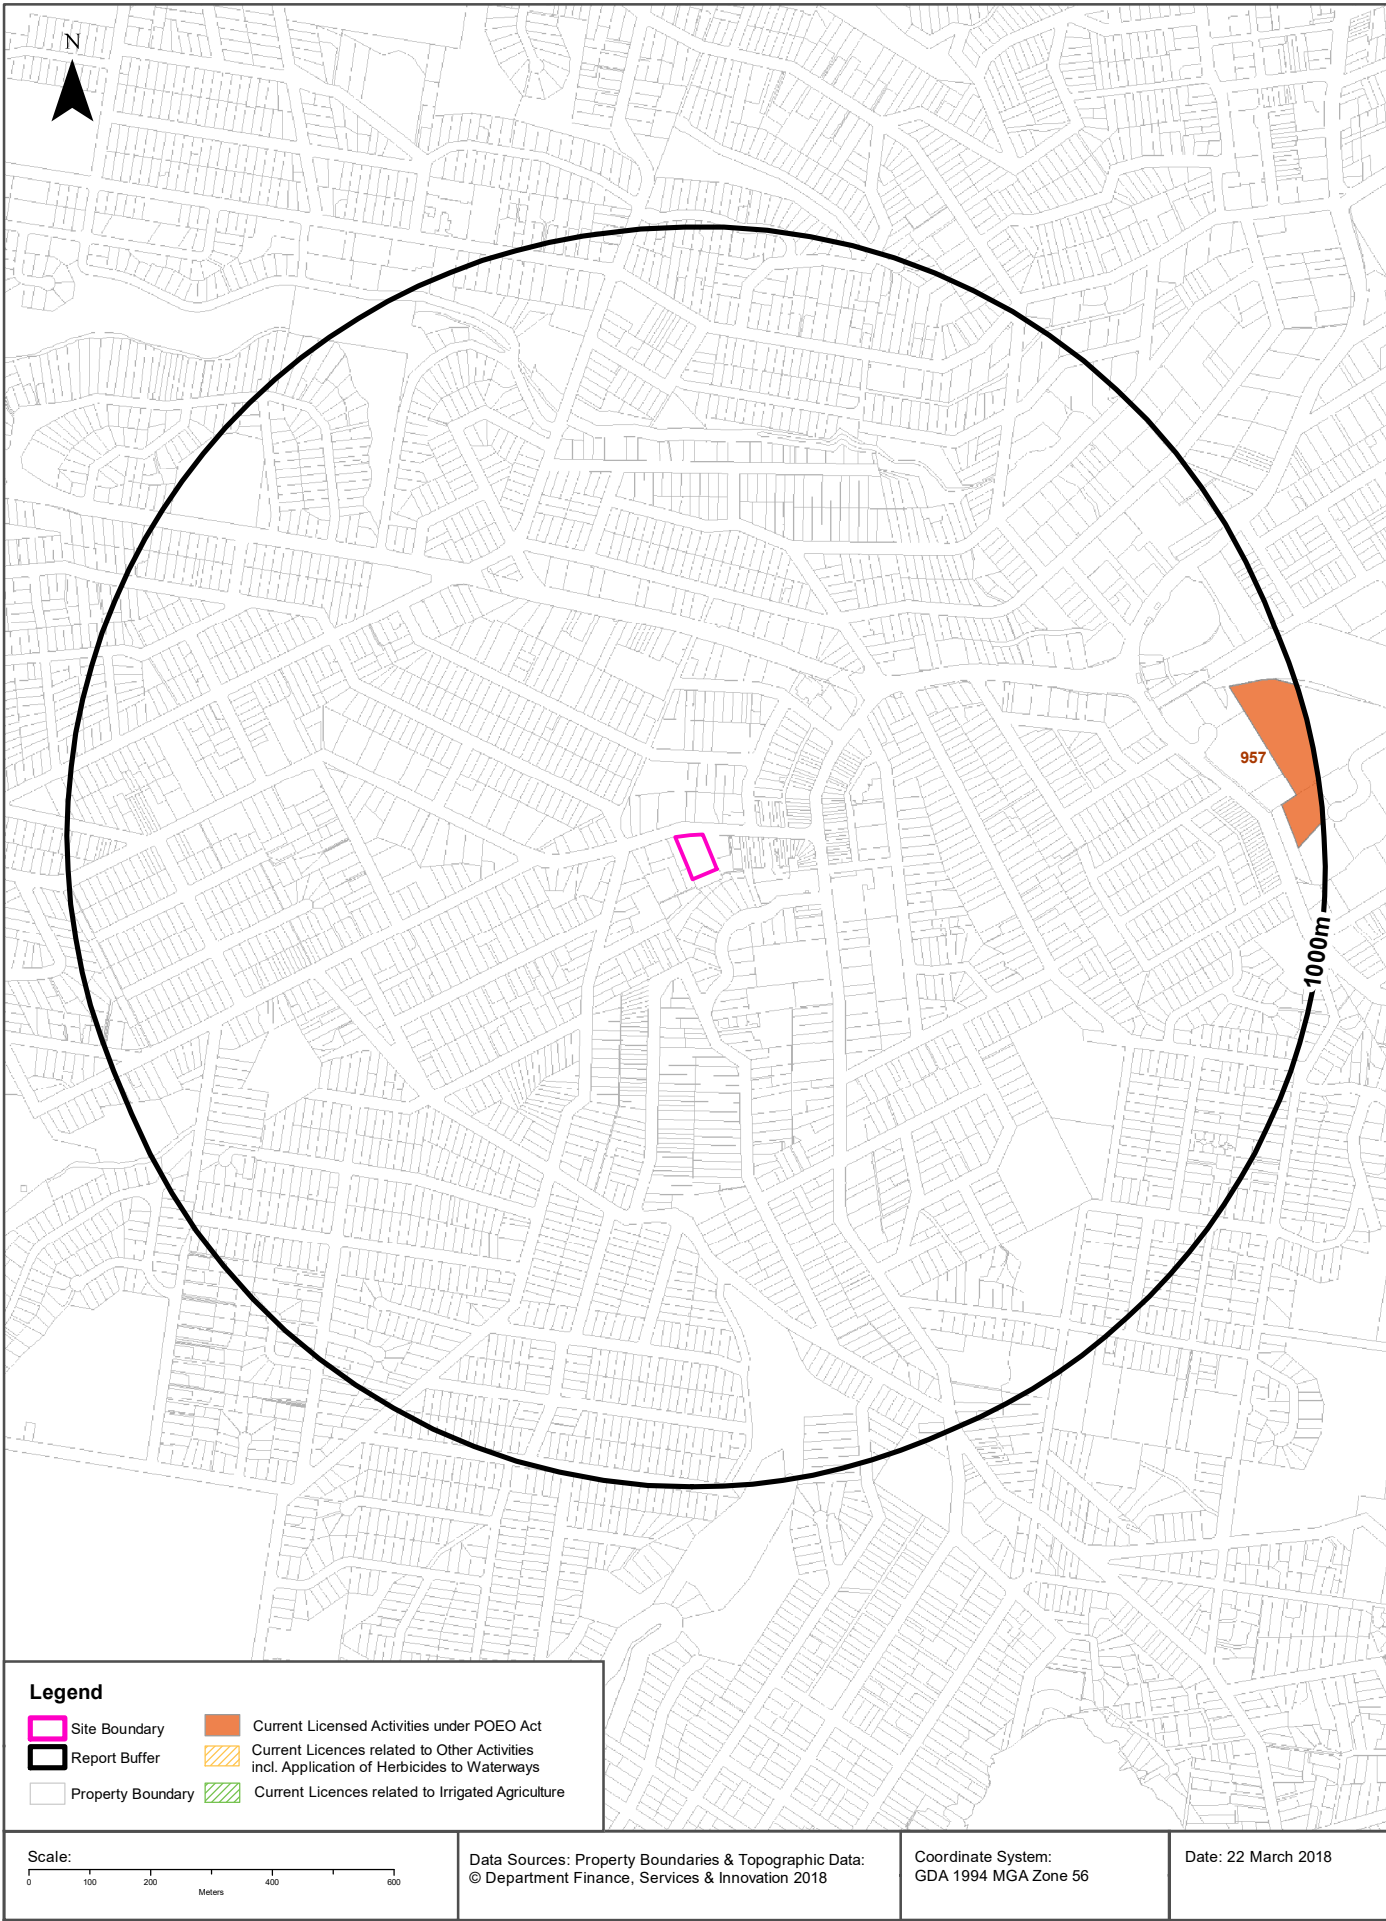 N
957
1000m
Legend
Site Boundary
Report Buffer
Property Boundary
Current Licensed Activities under POEO Act
Current Licences related to Other Activities
incl. Application of Herbicides to Waterways
Current Licences related to Irrigated Agriculture
Scale:
0 100 200 400 600
Meters
Data Sources: Property Boundaries & Topographic Data:
© Department Finance, Services & Innovation 2018
Coordinate System:
GDA 1994 MGA Zone 56
Date: 22 March 2018